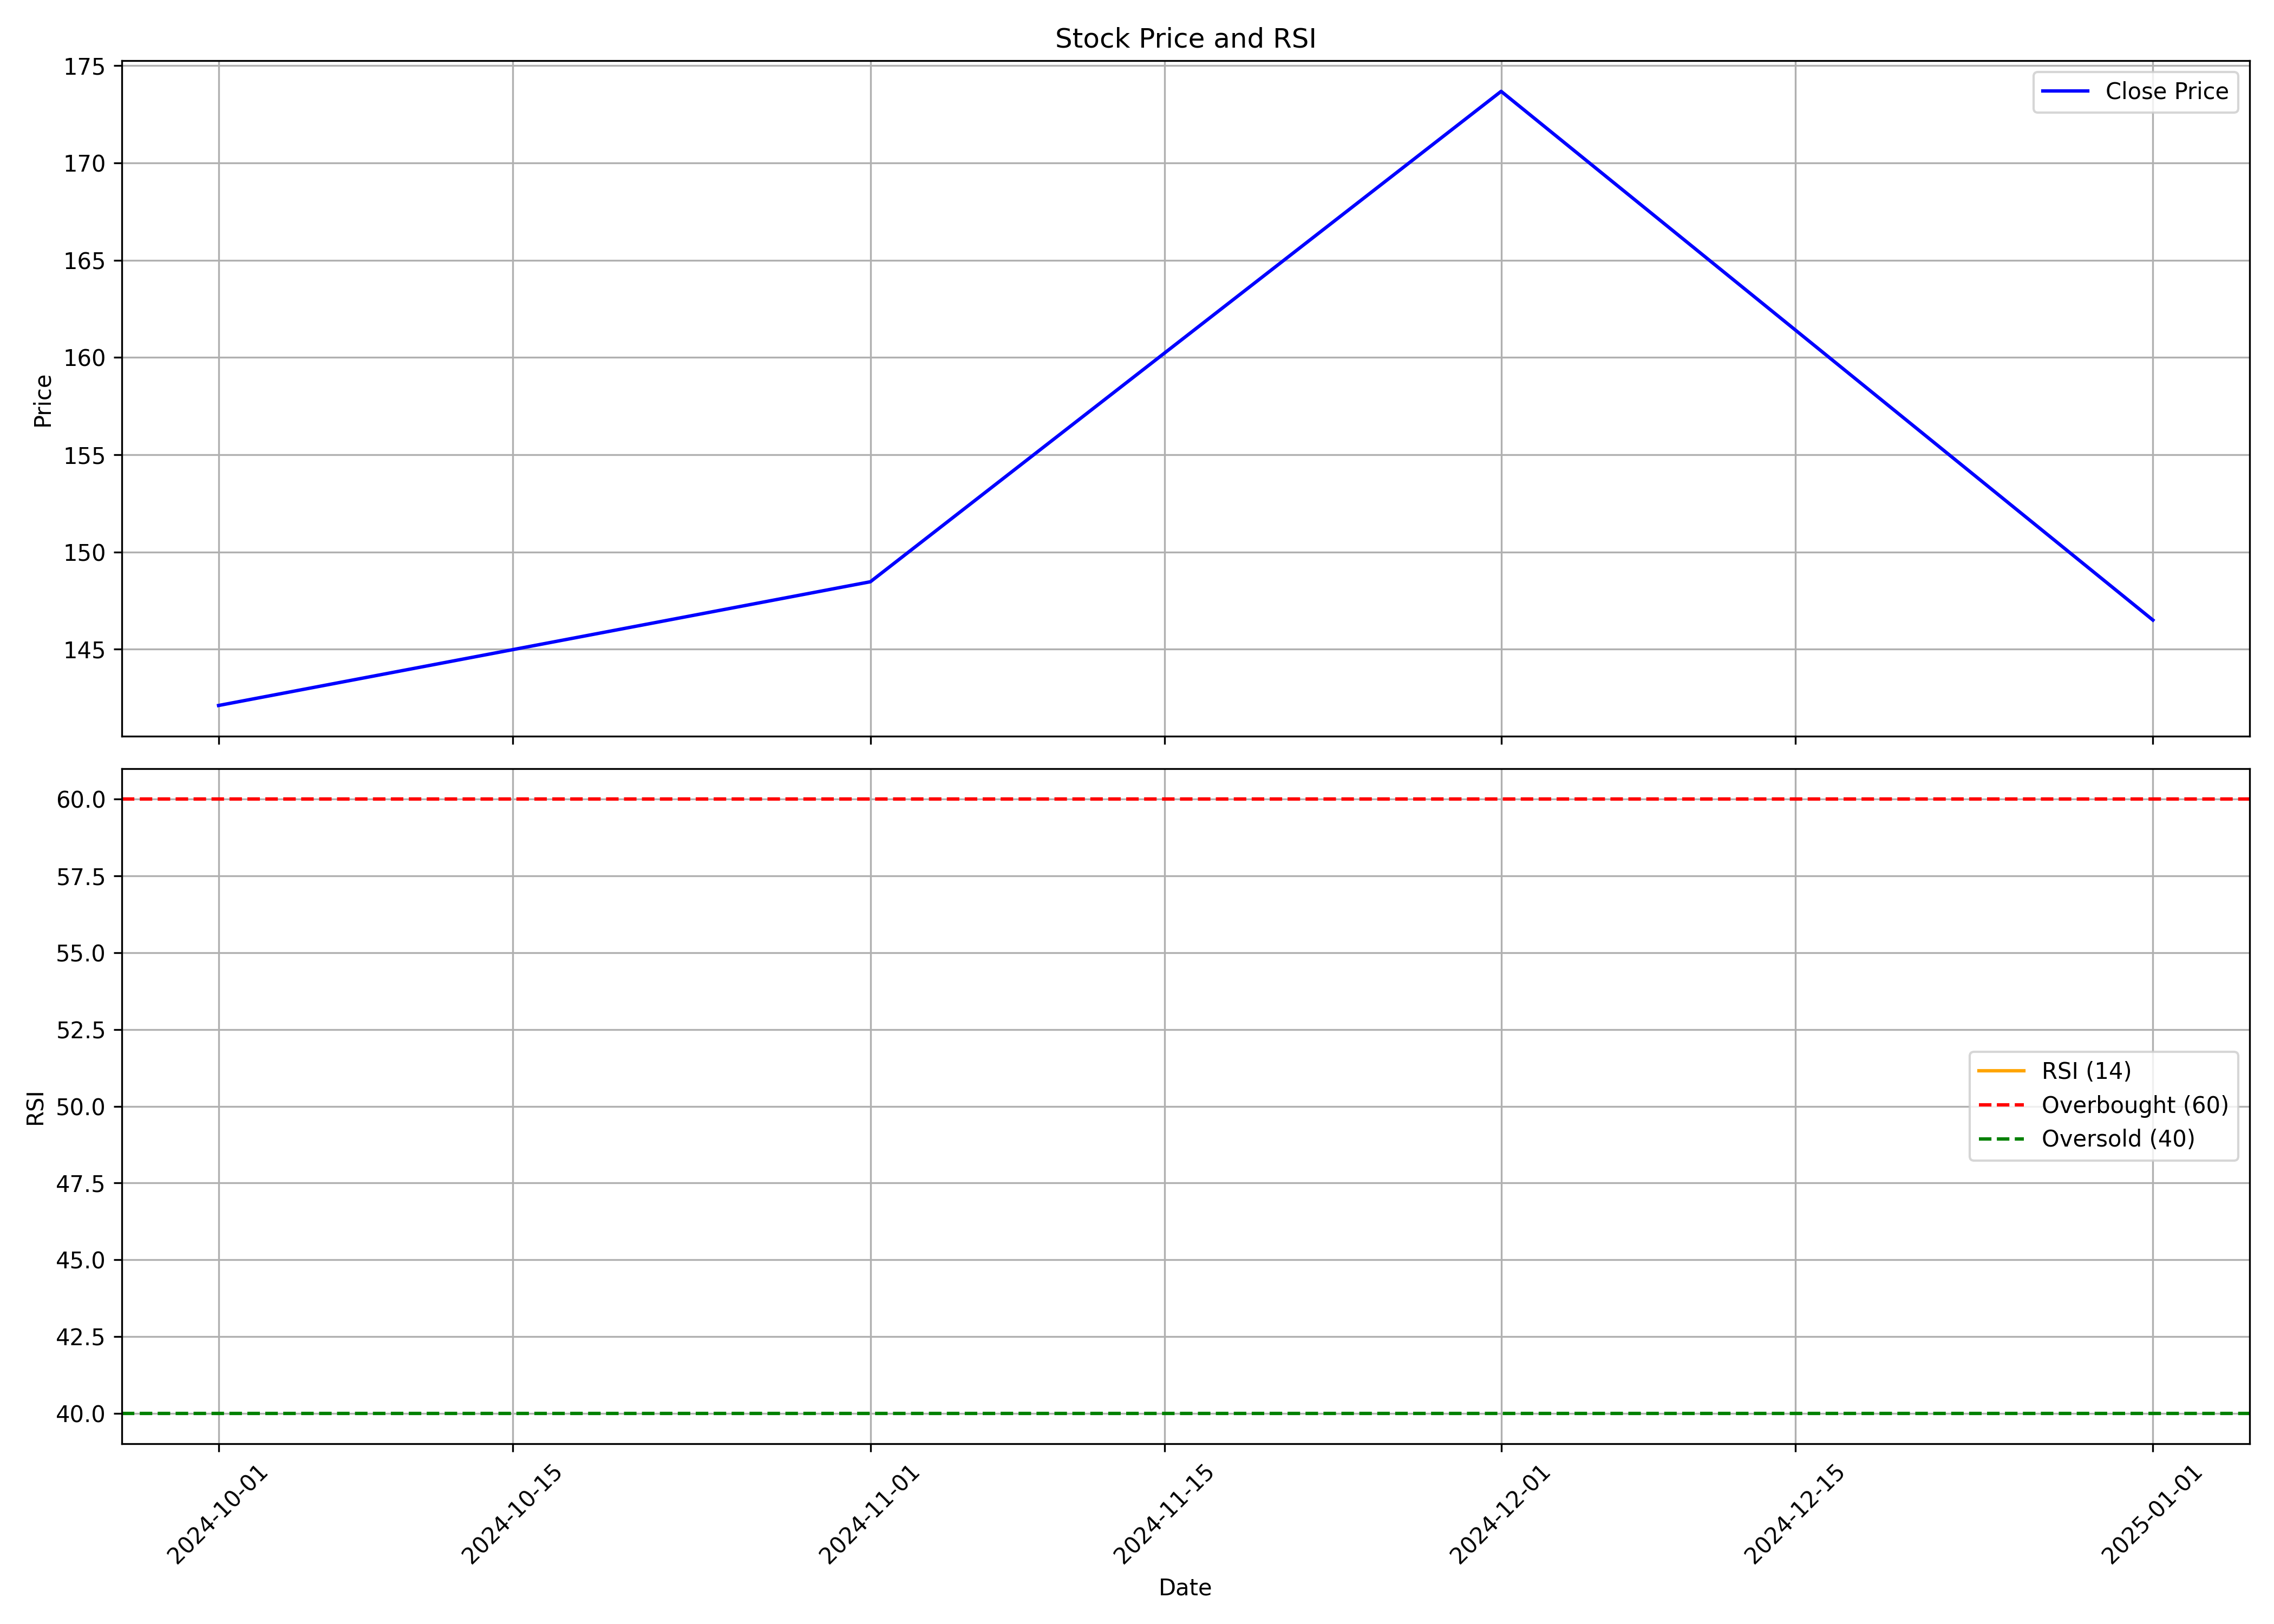 Stock Price and RSI
175
170
165
160
155
150
145
Price
Close Price
60.0
57.5
55.0
52.5
50.0
47.5
45.0
42.5
40.0
RSI
RSI (14)
Overbought (60)
Oversold (40)
2024-10-01
2024-10-15
2024-11-01
2024-11-15
2024-12-01
2024-12-15
2025-01-01
Date